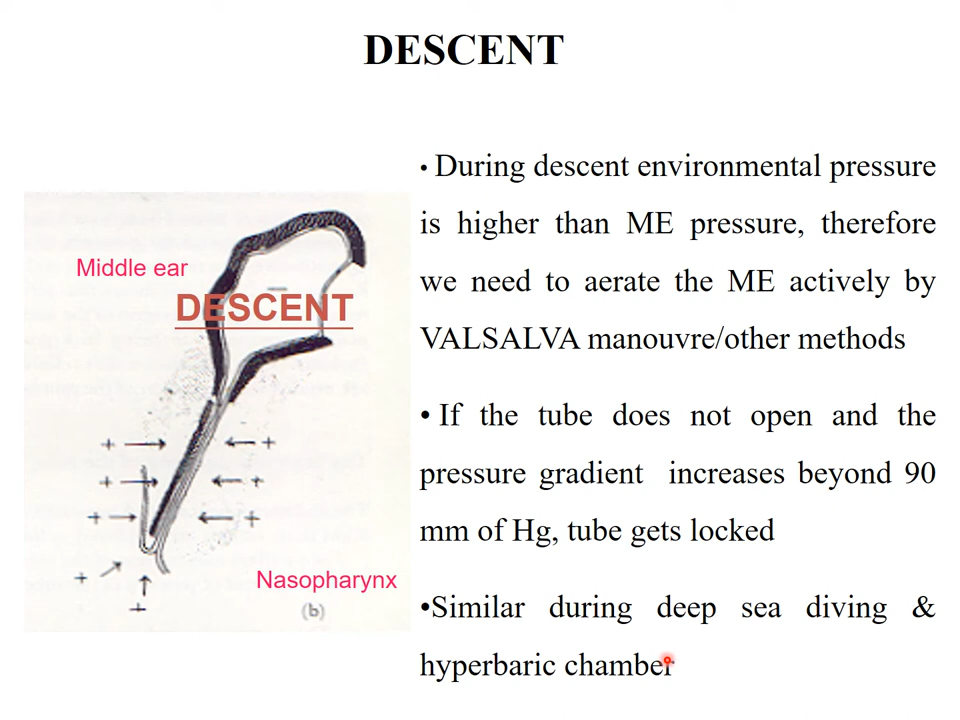 DESCENT
• During descent environmental pressure
is higher than ME pressure, therefore
we need to aerate the ME actively by
VALSALVA manouvre/other methods
• If the tube does not open and the
pressure gradient increases beyond 90
mm of Hg, tube gets locked
•Similar during deep sea diving &
hyperbaric chamber
Middle ear
DESCENT
Nasopharynx
(b)